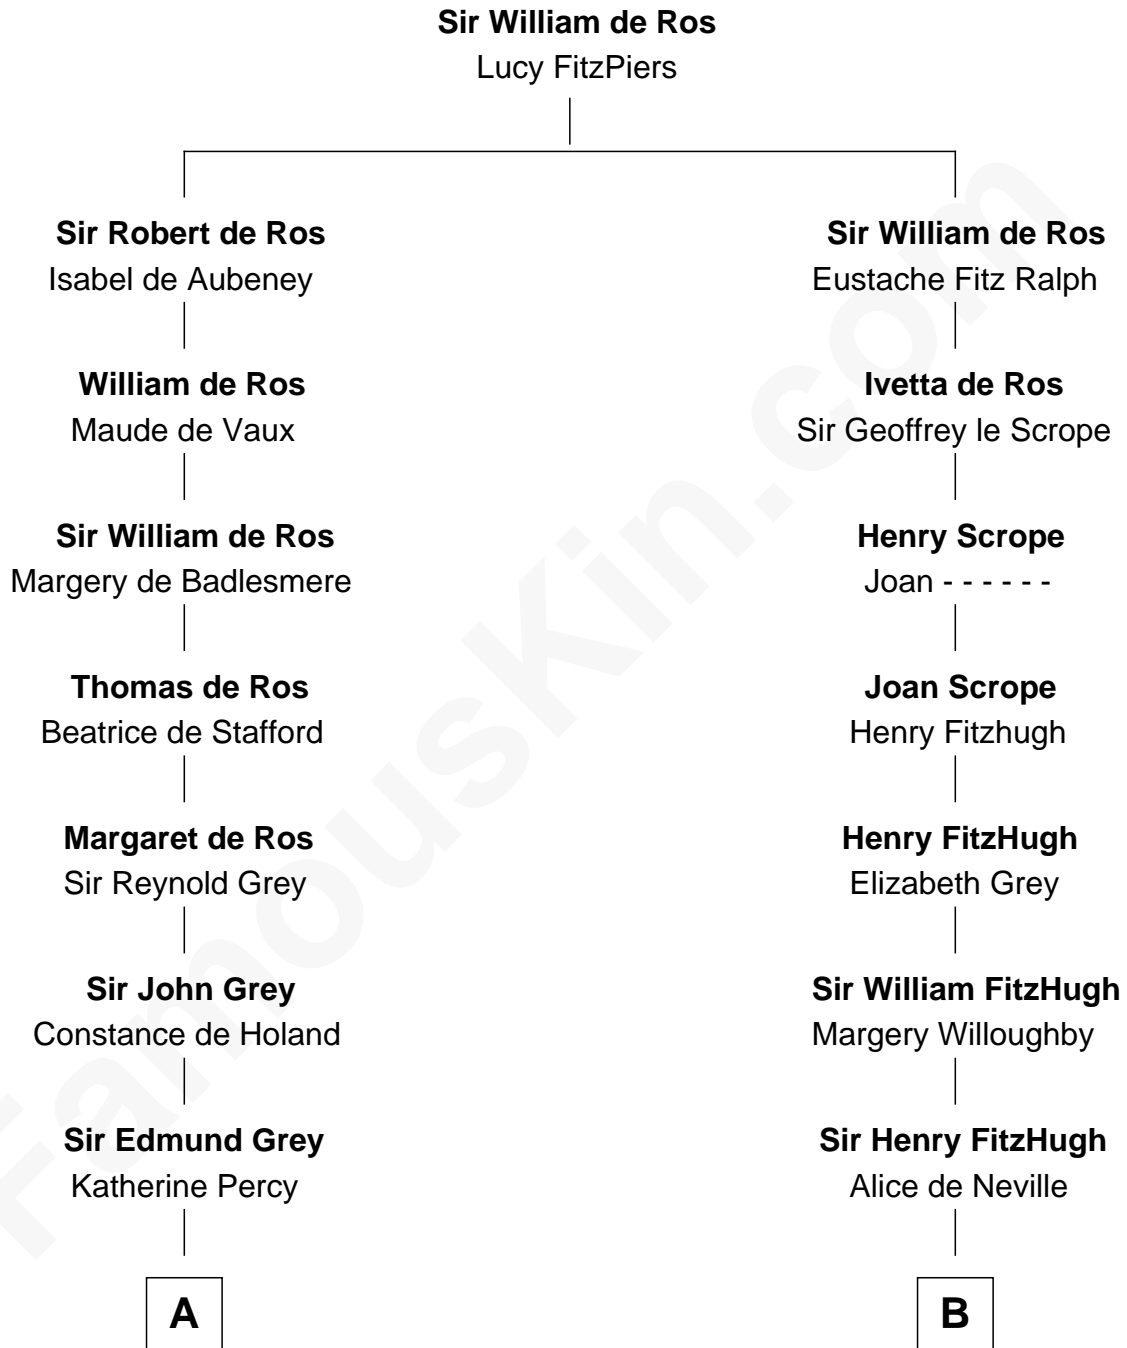 Sir William de Ros
Lucy FitzPiers
Sir Robert de Ros
Isabel de Aubeney
Sir William de Ros
Eustache Fitz Ralph
William de Ros
Maude de Vaux
Ivetta de Ros
Sir Geoffrey le Scrope
Sir William de Ros
Margery de Badlesmere
Henry Scrope
Joan - - - - - -
Thomas de Ros
Beatrice de Stafford
Joan Scrope
Henry Fitzhugh
Margaret de Ros
Sir Reynold Grey
Henry FitzHugh
Elizabeth Grey
Sir John Grey
Constance de Holand
Sir William FitzHugh
Margery Willoughby
Sir Edmund Grey
Katherine Percy
Sir Henry FitzHugh
Alice de Neville
A
B
FamousKin.com